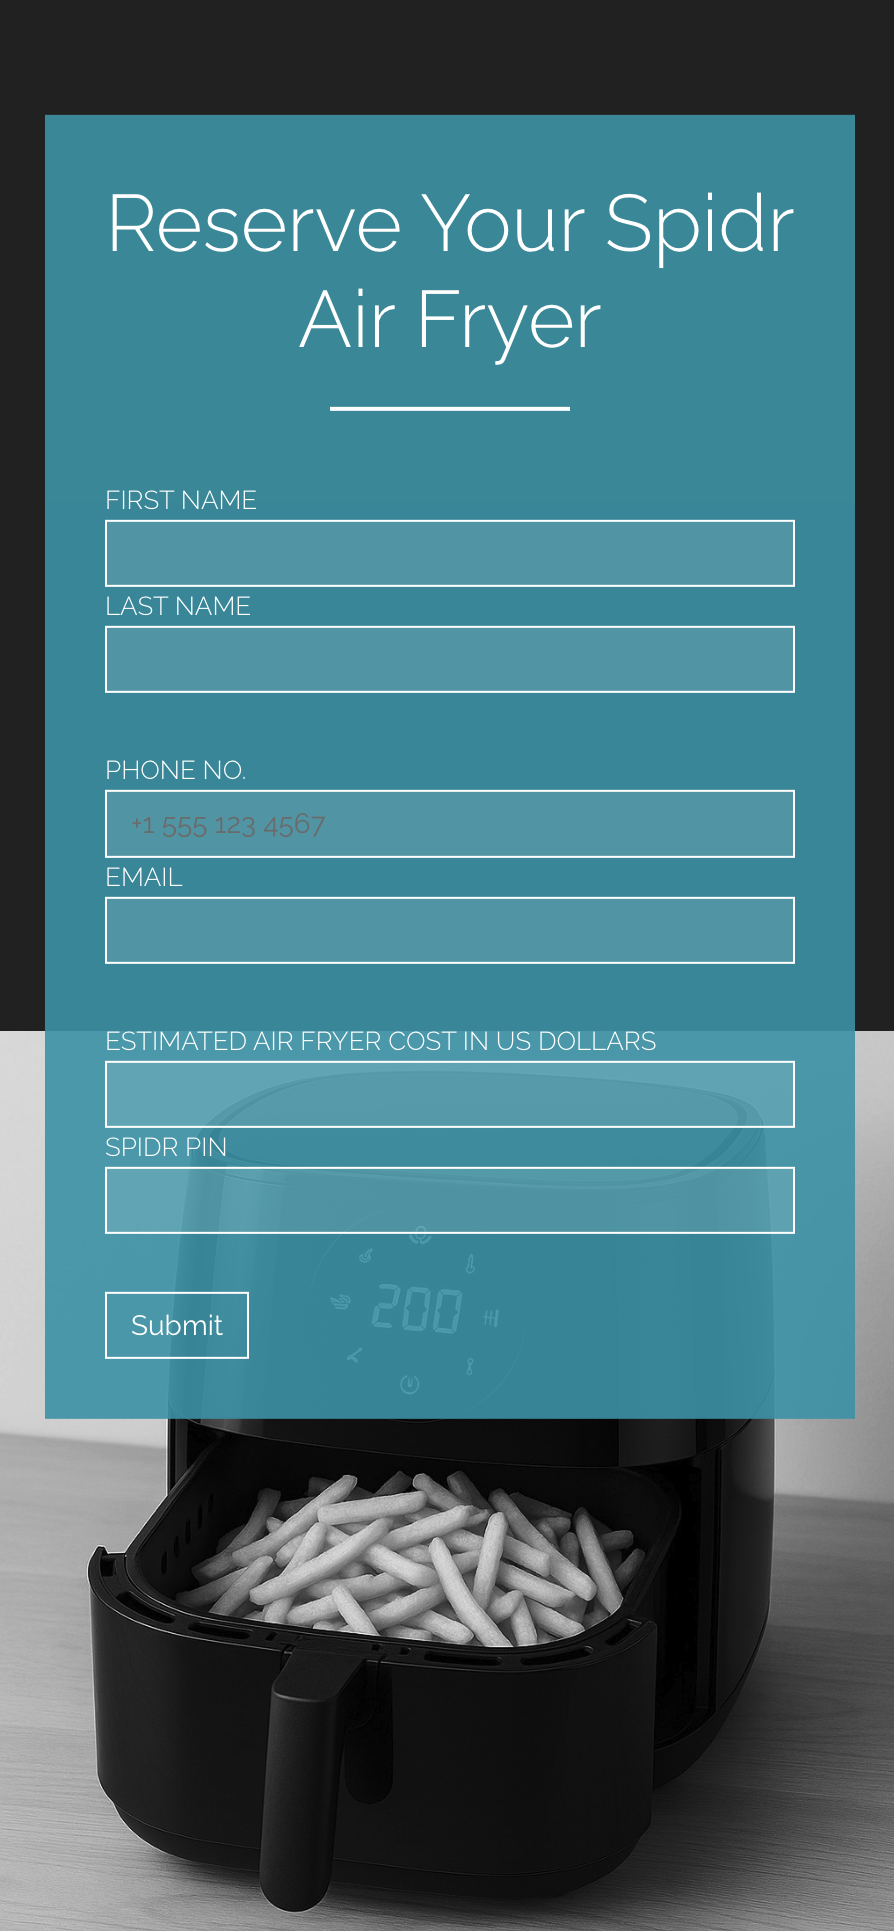 Reserve Your Spidr
Air Fryer
FIRST NAME
LAST NAME
PHONE NO.
+1 555 123 4567
EMAIL
ESTIMATED AIR FRYER COST IN US DOLLARS
SPIDR PIN
200
Submit